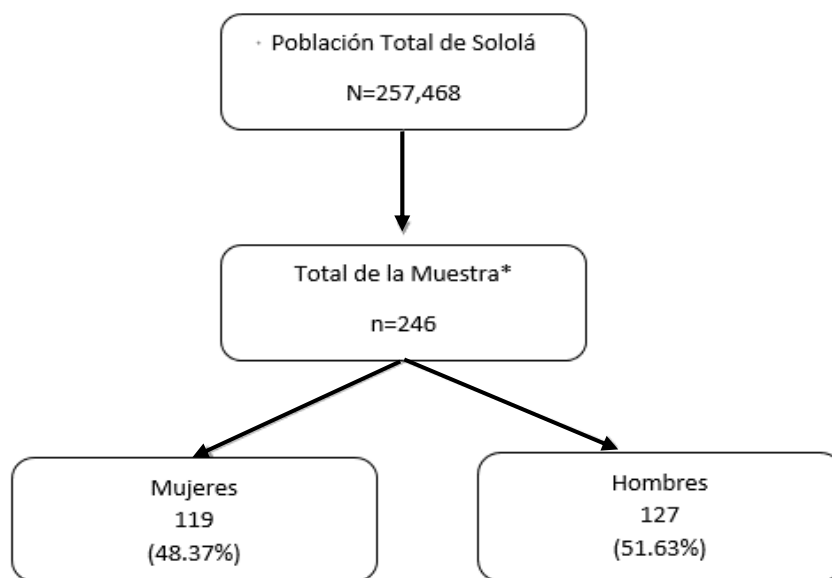 Población Total de Sololá
N=257,468
Total de la Muestra*
n=246
Mujeres
119
(48.37%)
Hombres
127
(51.63%)